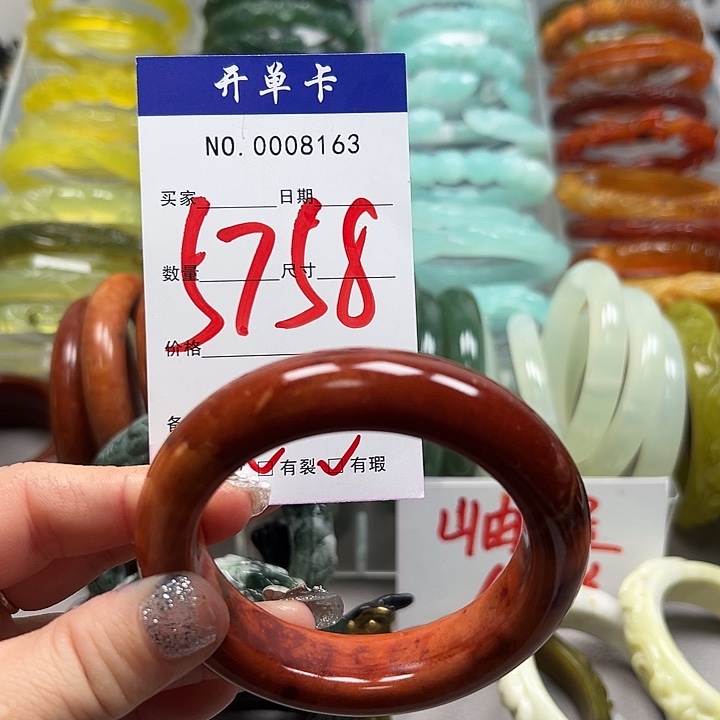 开单卡
NO. 0008163
买家 日期
5758
数量 尺寸
价格
有裂 有瑕
岫